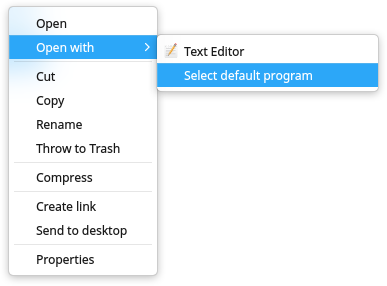 Open
Open with
Text Editor
Select default program
Cut
Copy
Rename
Throw to Trash
Compress
Create link
Send to desktop
Properties